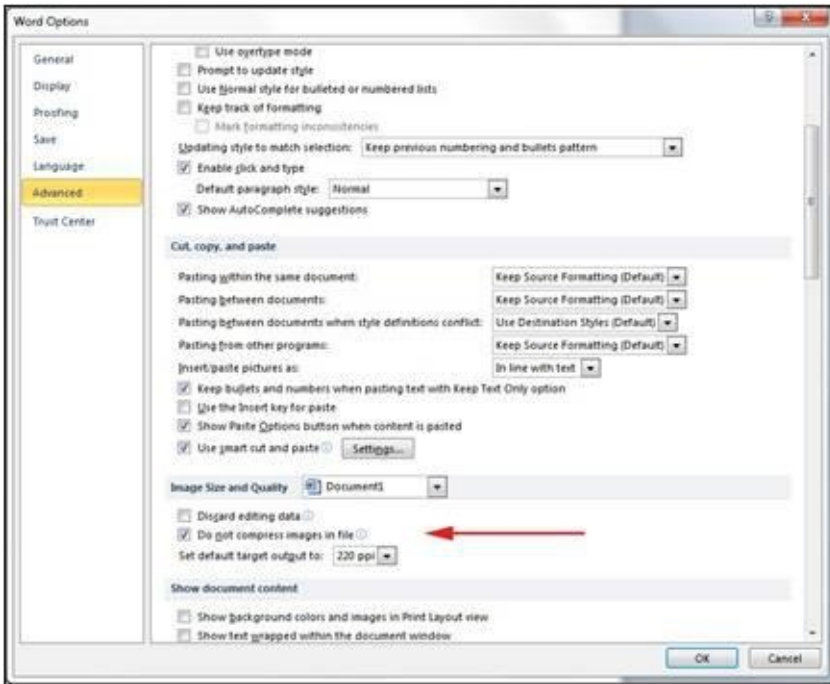 Word Options
General
Display
Proofing
Save
Language
Advanced
Trust Center
Use overtype mode
Prompt to update style
Use Normal style for bulleted or numbered lists
Keep track of formatting
Mark formatting inconsistencies
Updating style to match selection: Keep previous numbering and bullets pattern
Enable click and type
Default paragraph style: Normal
Show AutoComplete suggestions
Cut, copy, and paste
Pasting within the same document: Keep Source Formatting (Default)
Pasting between documents: Keep Source Formatting (Default)
Pasting between documents when style definitions conflict: Use Destination Styles (Default)
Pasting from other programs: Keep Source Formatting (Default)
Insert/paste pictures as: In line with text
Keep bullets and numbers when pasting text with Keep Text Only option
Use the Insert key for paste
Show Paste Options button when content is pasted
Use smart cut and paste Settings...
Image Size and Quality Document1
Discard editing data
Do not compress images in file
Set default target output to: 220 ppi
Show document content
Show background colors and images in Print Layout view
Show text wrapped within the document window
OK Cancel